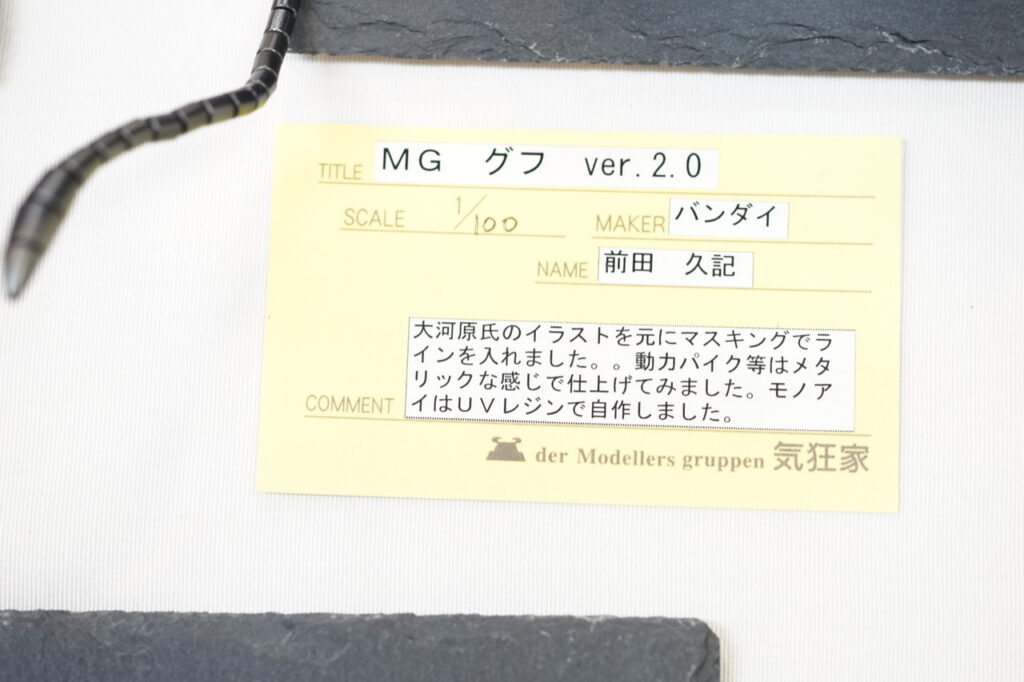 TITLE MG グフ ver.2.0
SCALE 1/100 MAKER バンダイ
NAME 前田 久記
大河原氏のイラストを元にマスキングでラ
インを入れました。。動力パイク等はメタ
リックな感じで仕上げてみました。モノア
COMMENT イはUVレジンで自作しました。
der Modellers gruppen 気狂家